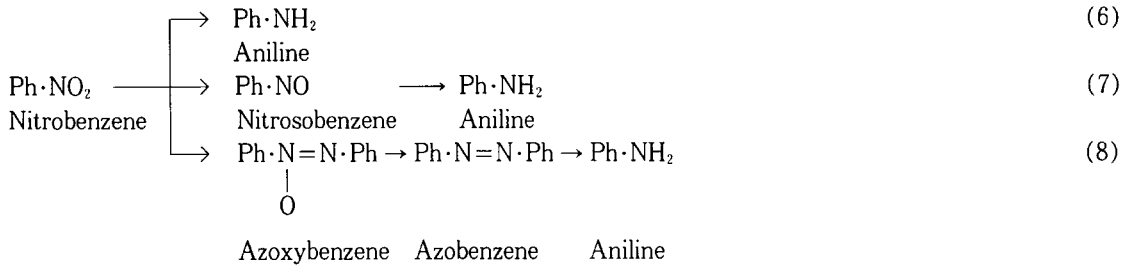 Ph·NH₂ (6)
Aniline
Ph·NO₂ → Ph·NO → Ph·NH₂ (7)
Nitrobenzene Nitrosobenzene Aniline
Ph·N=N·Ph → Ph·N=N·Ph → Ph·NH₂ (8)
O
Azoxybenzene Azobenzene Aniline